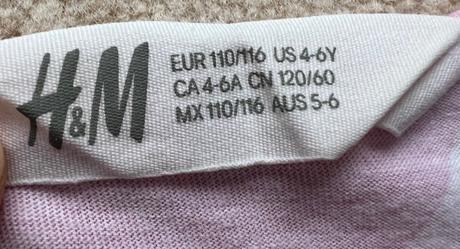 H&M
EUR 110/116 US 4-6Y
CA 4-6A CN 120/60
MX 110/116 AUS 5-6